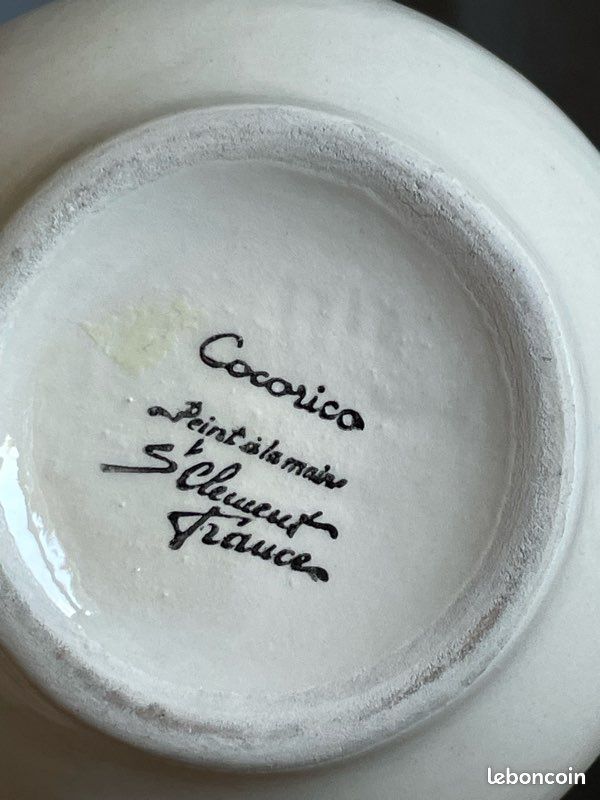 Cocorico
Peint à la main
St Clement
France
leboncoin